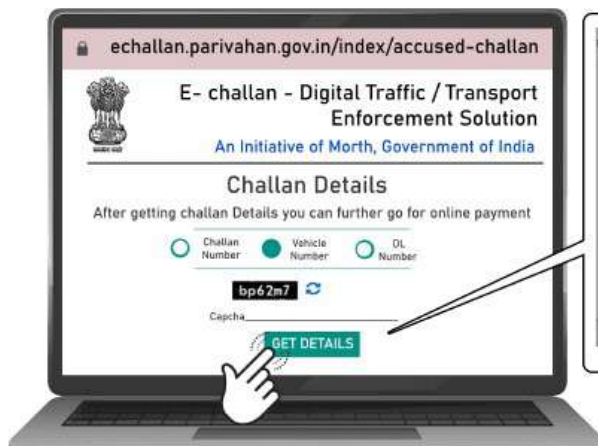 echallan.parivahan.gov.in/index/accused-challan
E- challan - Digital Traffic / Transport
Enforcement Solution
An Initiative of Morth, Government of India
Challan Details
After getting challan Details you can further go for online payment
Challan Number
Vehicle Number
DL Number
bp62m7
Capcha
GET DETAILS